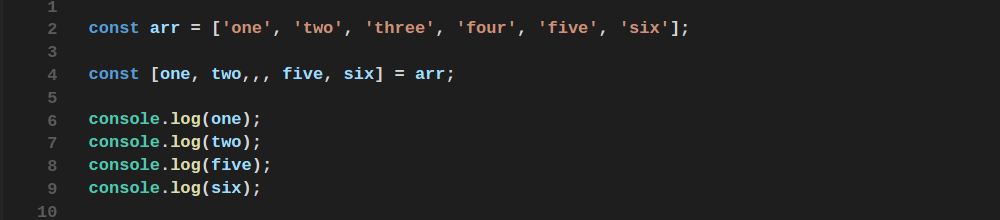 1
2 const arr = ['one', 'two', 'three', 'four', 'five', 'six'];
3
4 const [one, two,,, five, six] = arr;
5
6 console.log(one);
7 console.log(two);
8 console.log(five);
9 console.log(six);
10